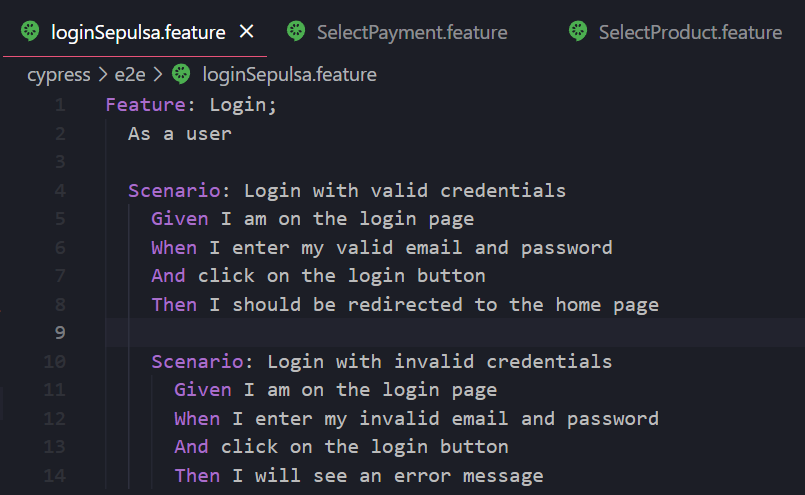 loginSepulsa.feature × SelectPayment.feature SelectProduct.feature
cypress > e2e > loginSepulsa.feature
1 Feature: Login;
2 As a user
3
4 Scenario: Login with valid credentials
5 Given I am on the login page
6 When I enter my valid email and password
7 And click on the login button
8 Then I should be redirected to the home page
9
10 Scenario: Login with invalid credentials
11 Given I am on the login page
12 When I enter my invalid email and password
13 And click on the login button
14 Then I will see an error message